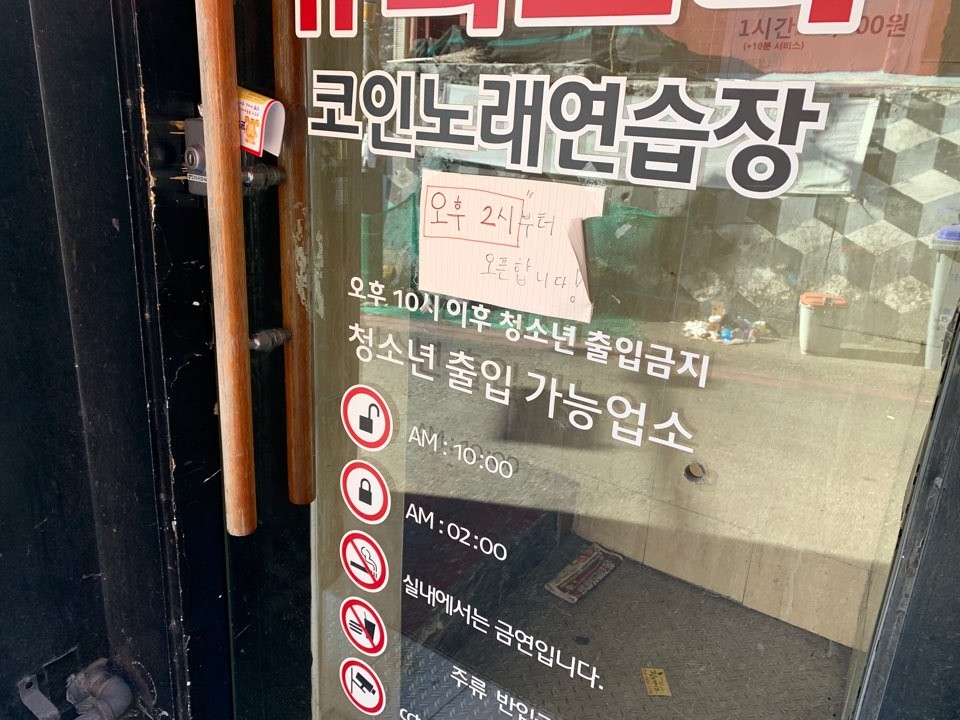 1시간
00원
(+10분 서비스)
코인노래연습장
오후 2시부터
오픈합니다!
오후 10시 이후 청소년 출입금지
청소년 출입 가능업소
AM : 10:00
AM : 02:00
실내에서는 금연입니다.
주류 반입